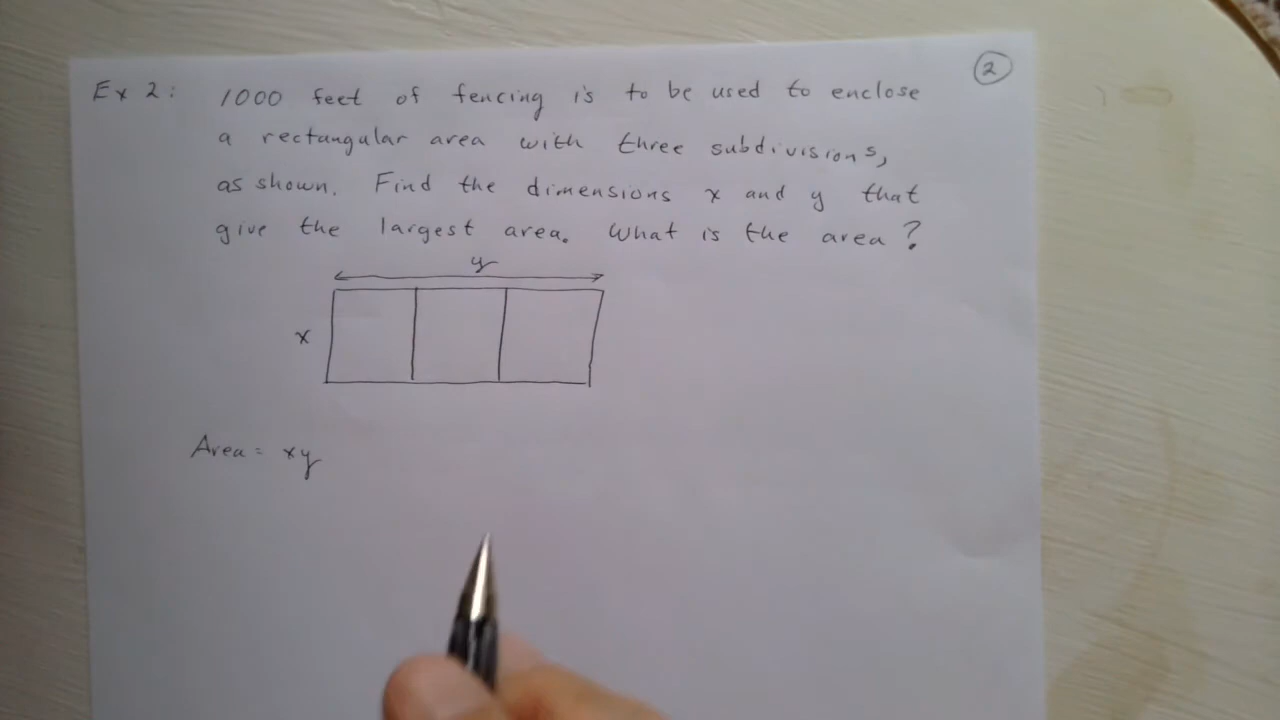 2
Ex 2: 1000 feet of fencing is to be used to enclose
a rectangular area with three subdivisions,
as shown. Find the dimensions x and y that
give the largest area. What is the area?
y
x
Area = xy